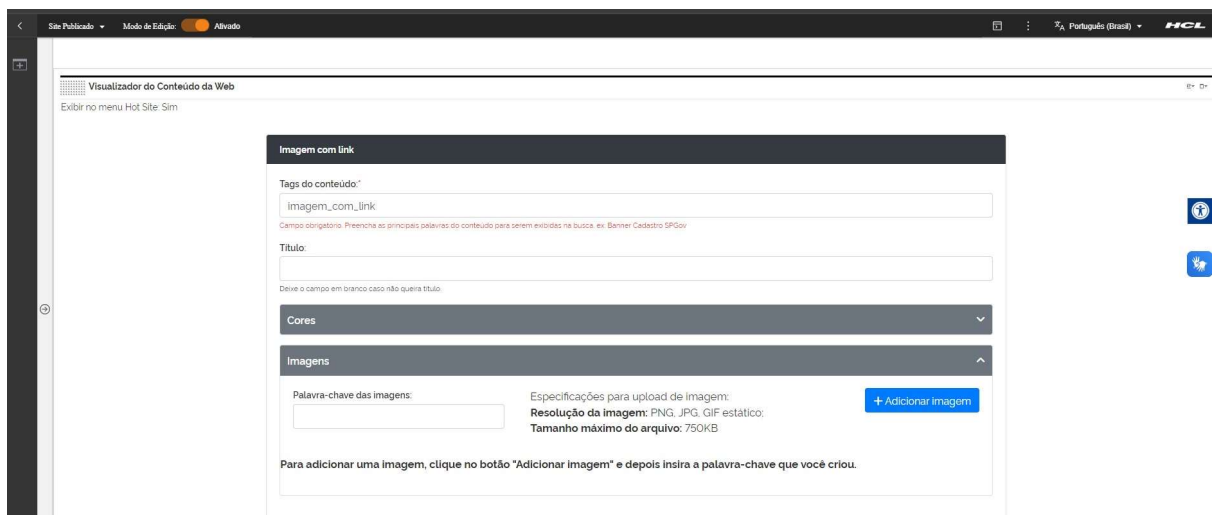 Site Publicado
Modo de Edição:
Ativado
Português (Brasil)
HCL
Visualizador do Conteúdo da Web
Exibir no menu Hot Site: Sim
Imagem com link
Tags do conteúdo:*
imagem_com_link
Campo obrigatório. Preencha as principais palavras do conteúdo para serem exibidas na busca. ex: Banner Cadastro SPGov
Título:
Deixe o campo em branco caso não queira título.
Cores
Imagens
Palavra-chave das imagens:
Especificações para upload de imagem:
Resolução da imagem: PNG, JPG, GIF estático;
Tamanho máximo do arquivo: 750KB
+ Adicionar imagem
Para adicionar uma imagem, clique no botão "Adicionar imagem" e depois insira a palavra-chave que você criou.